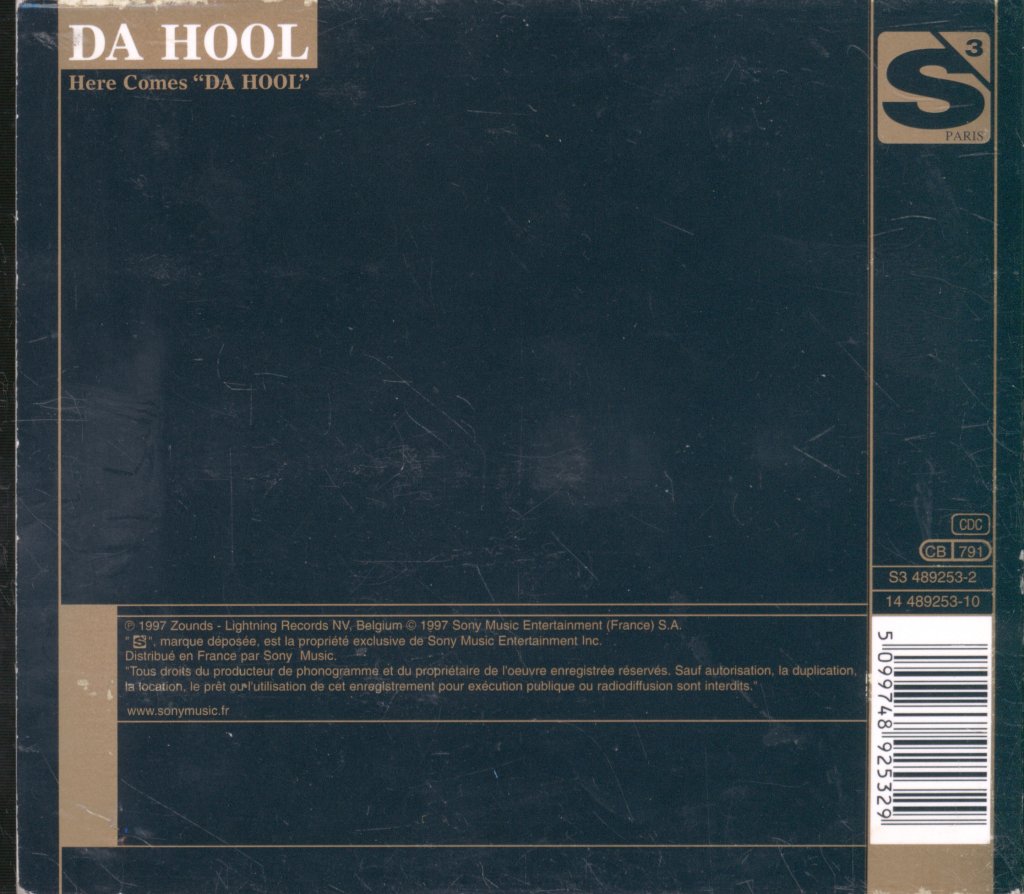 DA HOOL
Here Comes “DA HOOL”
S3
PARIS
CDC
CB 791
S3 489253-2
14 489253-10
℗ 1997 Zounds - Lightning Records NV, Belgium © 1997 Sony Music Entertainment (France) S.A.
" S ", marque déposée, est la propriété exclusive de Sony Music Entertainment Inc.
Distribué en France par Sony Music.
"Tous droits du producteur de phonogramme et du propriétaire de l'oeuvre enregistrée réservés. Sauf autorisation, la duplication,
la location, le prêt ou l'utilisation de cet enregistrement pour exécution publique ou radiodiffusion sont interdits."
www.sonymusic.fr
5 099748 925329